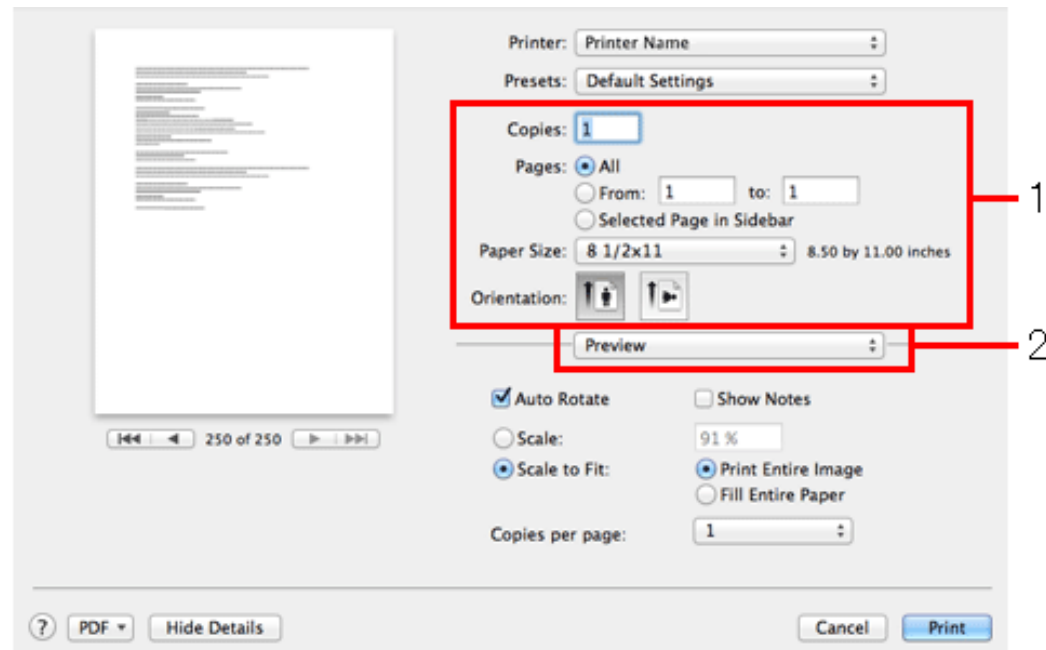 Printer: Printer Name
Presets: Default Settings
Copies: 1
Pages: All
From: 1 to: 1
Selected Page in Sidebar
1
Paper Size: 8 1/2x11 8.50 by 11.00 inches
Orientation:
Preview
2
Auto Rotate Show Notes
250 of 250
Scale: 91 %
Scale to Fit: Print Entire Image
Fill Entire Paper
Copies per page: 1
? PDF Hide Details Cancel Print